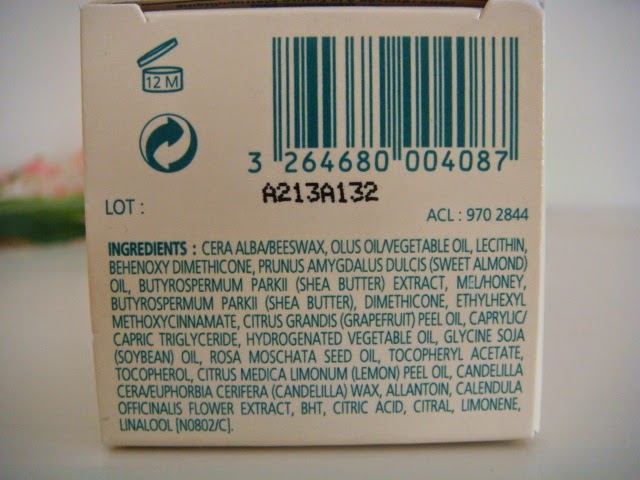 12 M
3 264680 004087
A213A132
LOT :
ACL : 970 2844
INGREDIENTS : CERA ALBA/BEESWAX, OLUS OIL/VEGETABLE OIL, LECITHIN,
BEHENOXY DIMETHICONE, PRUNUS AMYGDALUS DULCIS (SWEET ALMOND)
OIL, BUTYROSPERMUM PARKII (SHEA BUTTER) EXTRACT, MEL/HONEY,
BUTYROSPERMUM PARKII (SHEA BUTTER), DIMETHICONE, ETHYLHEXYL
METHOXYCINNAMATE, CITRUS GRANDIS (GRAPEFRUIT) PEEL OIL, CAPRYLIC/
CAPRIC TRIGLYCERIDE, HYDROGENATED VEGETABLE OIL, GLYCINE SOJA
(SOYBEAN) OIL, ROSA MOSCHATA SEED OIL, TOCOPHERYL ACETATE,
TOCOPHEROL, CITRUS MEDICA LIMONUM (LEMON) PEEL OIL, CANDELILLA
CERA/EUPHORBIA CERIFERA (CANDELILLA) WAX, ALLANTOIN, CALENDULA
OFFICINALIS FLOWER EXTRACT, BHT, CITRIC ACID, CITRAL, LIMONENE,
LINALOOL [N0802/C].